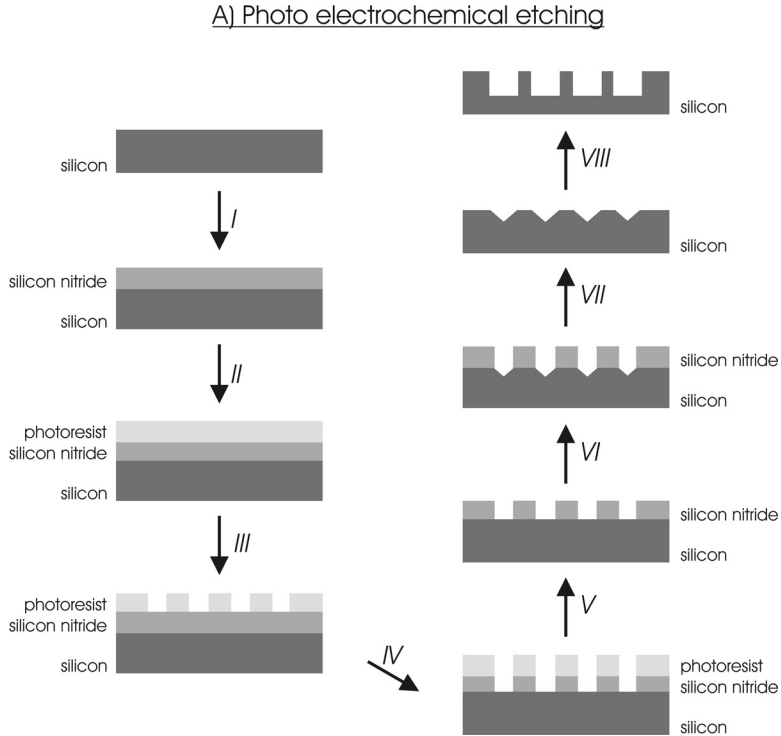 A) Photo electrochemical etching
silicon
I
silicon nitride
silicon
II
photoresist
silicon nitride
silicon
III
photoresist
silicon nitride
silicon
IV
photoresist
silicon nitride
silicon
V
silicon nitride
silicon
VI
silicon nitride
silicon
VII
silicon
VIII
silicon